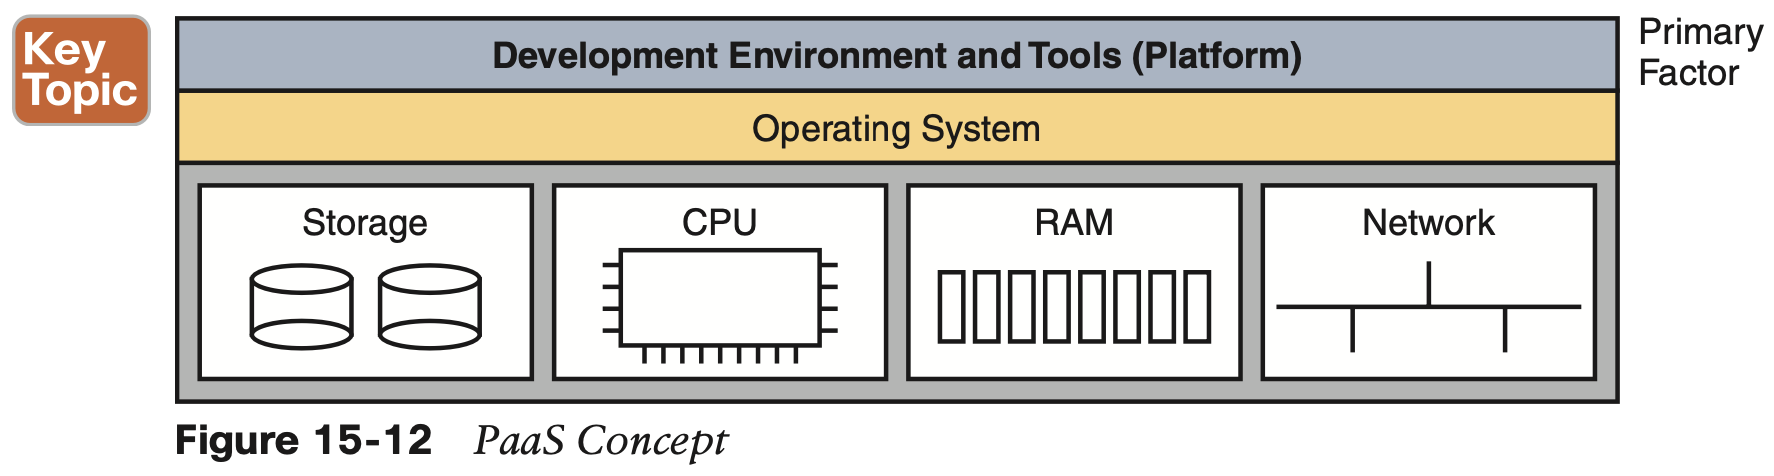 Key
Topic
Development Environment and Tools (Platform)
Primary
Factor
Operating System
Storage
CPU
RAM
Network
Figure 15-12 PaaS Concept